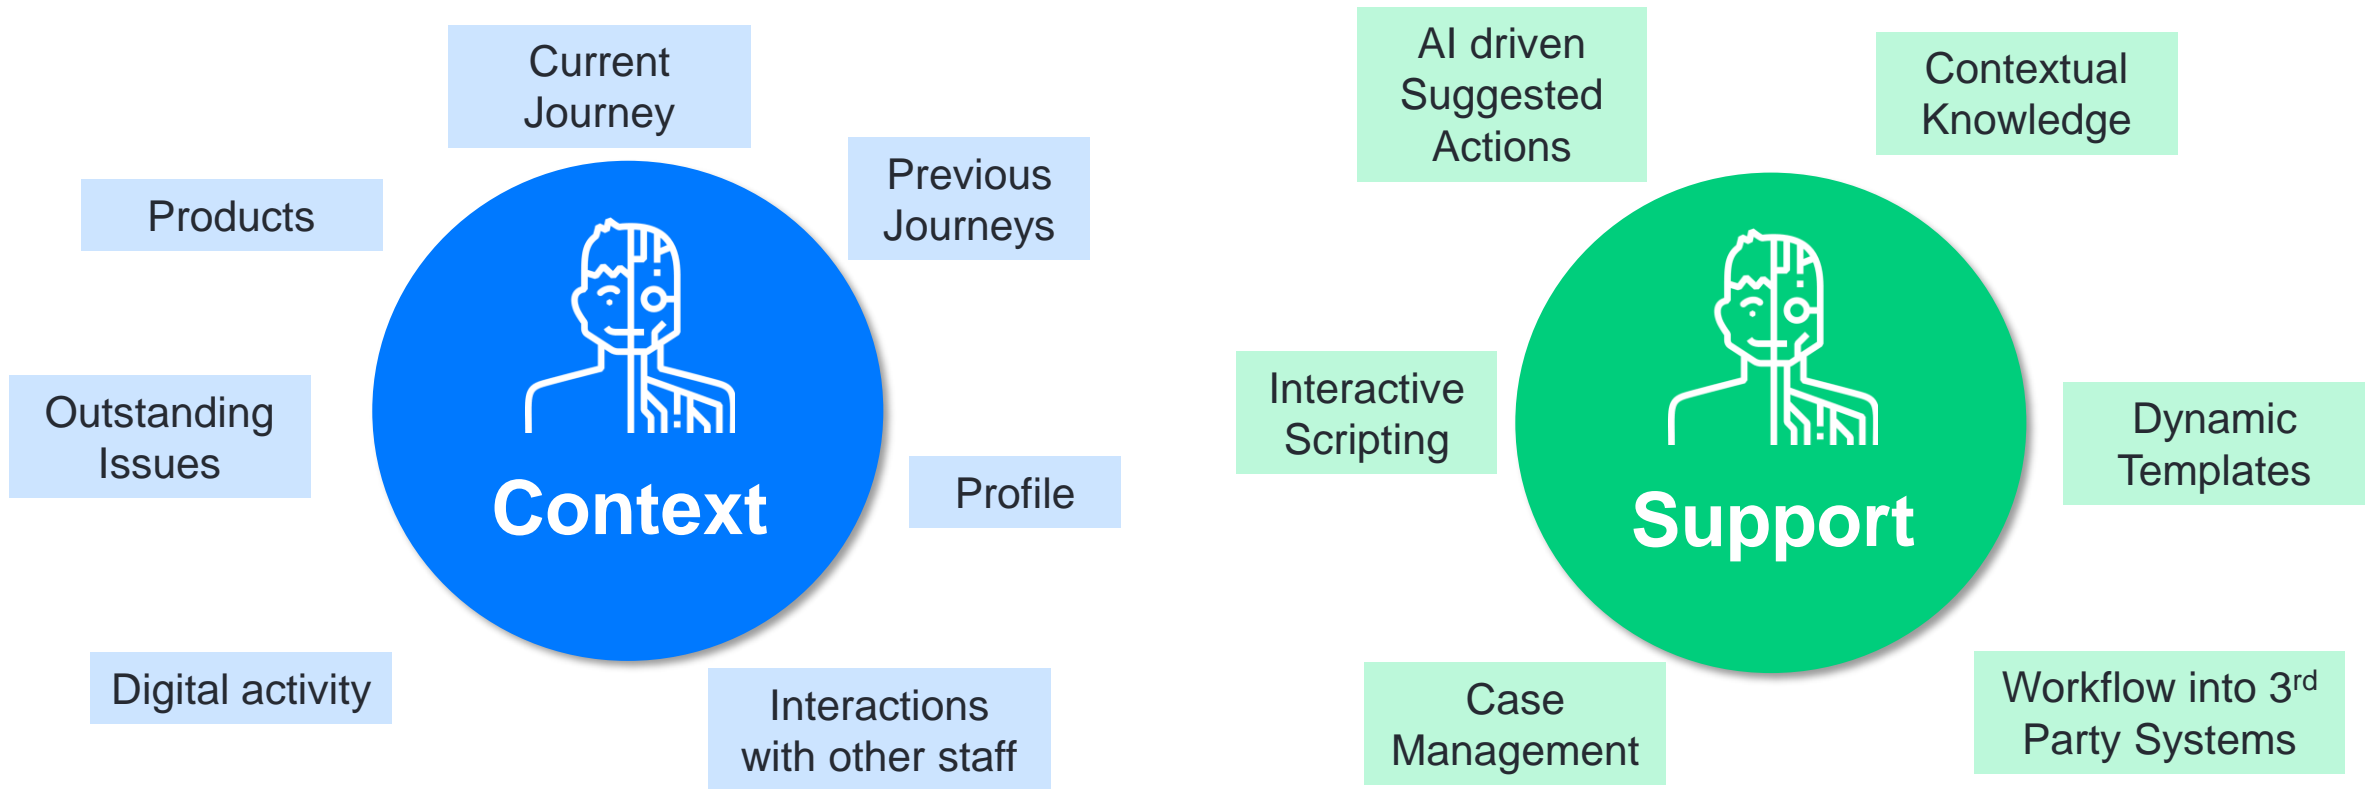 Current
Journey
Previous
Journeys
Products
Outstanding
Issues
Context
Profile
Digital activity
Interactions
with other staff
AI driven
Suggested
Actions
Contextual
Knowledge
Interactive
Scripting
Support
Dynamic
Templates
Case
Management
Workflow into 3rd
Party Systems